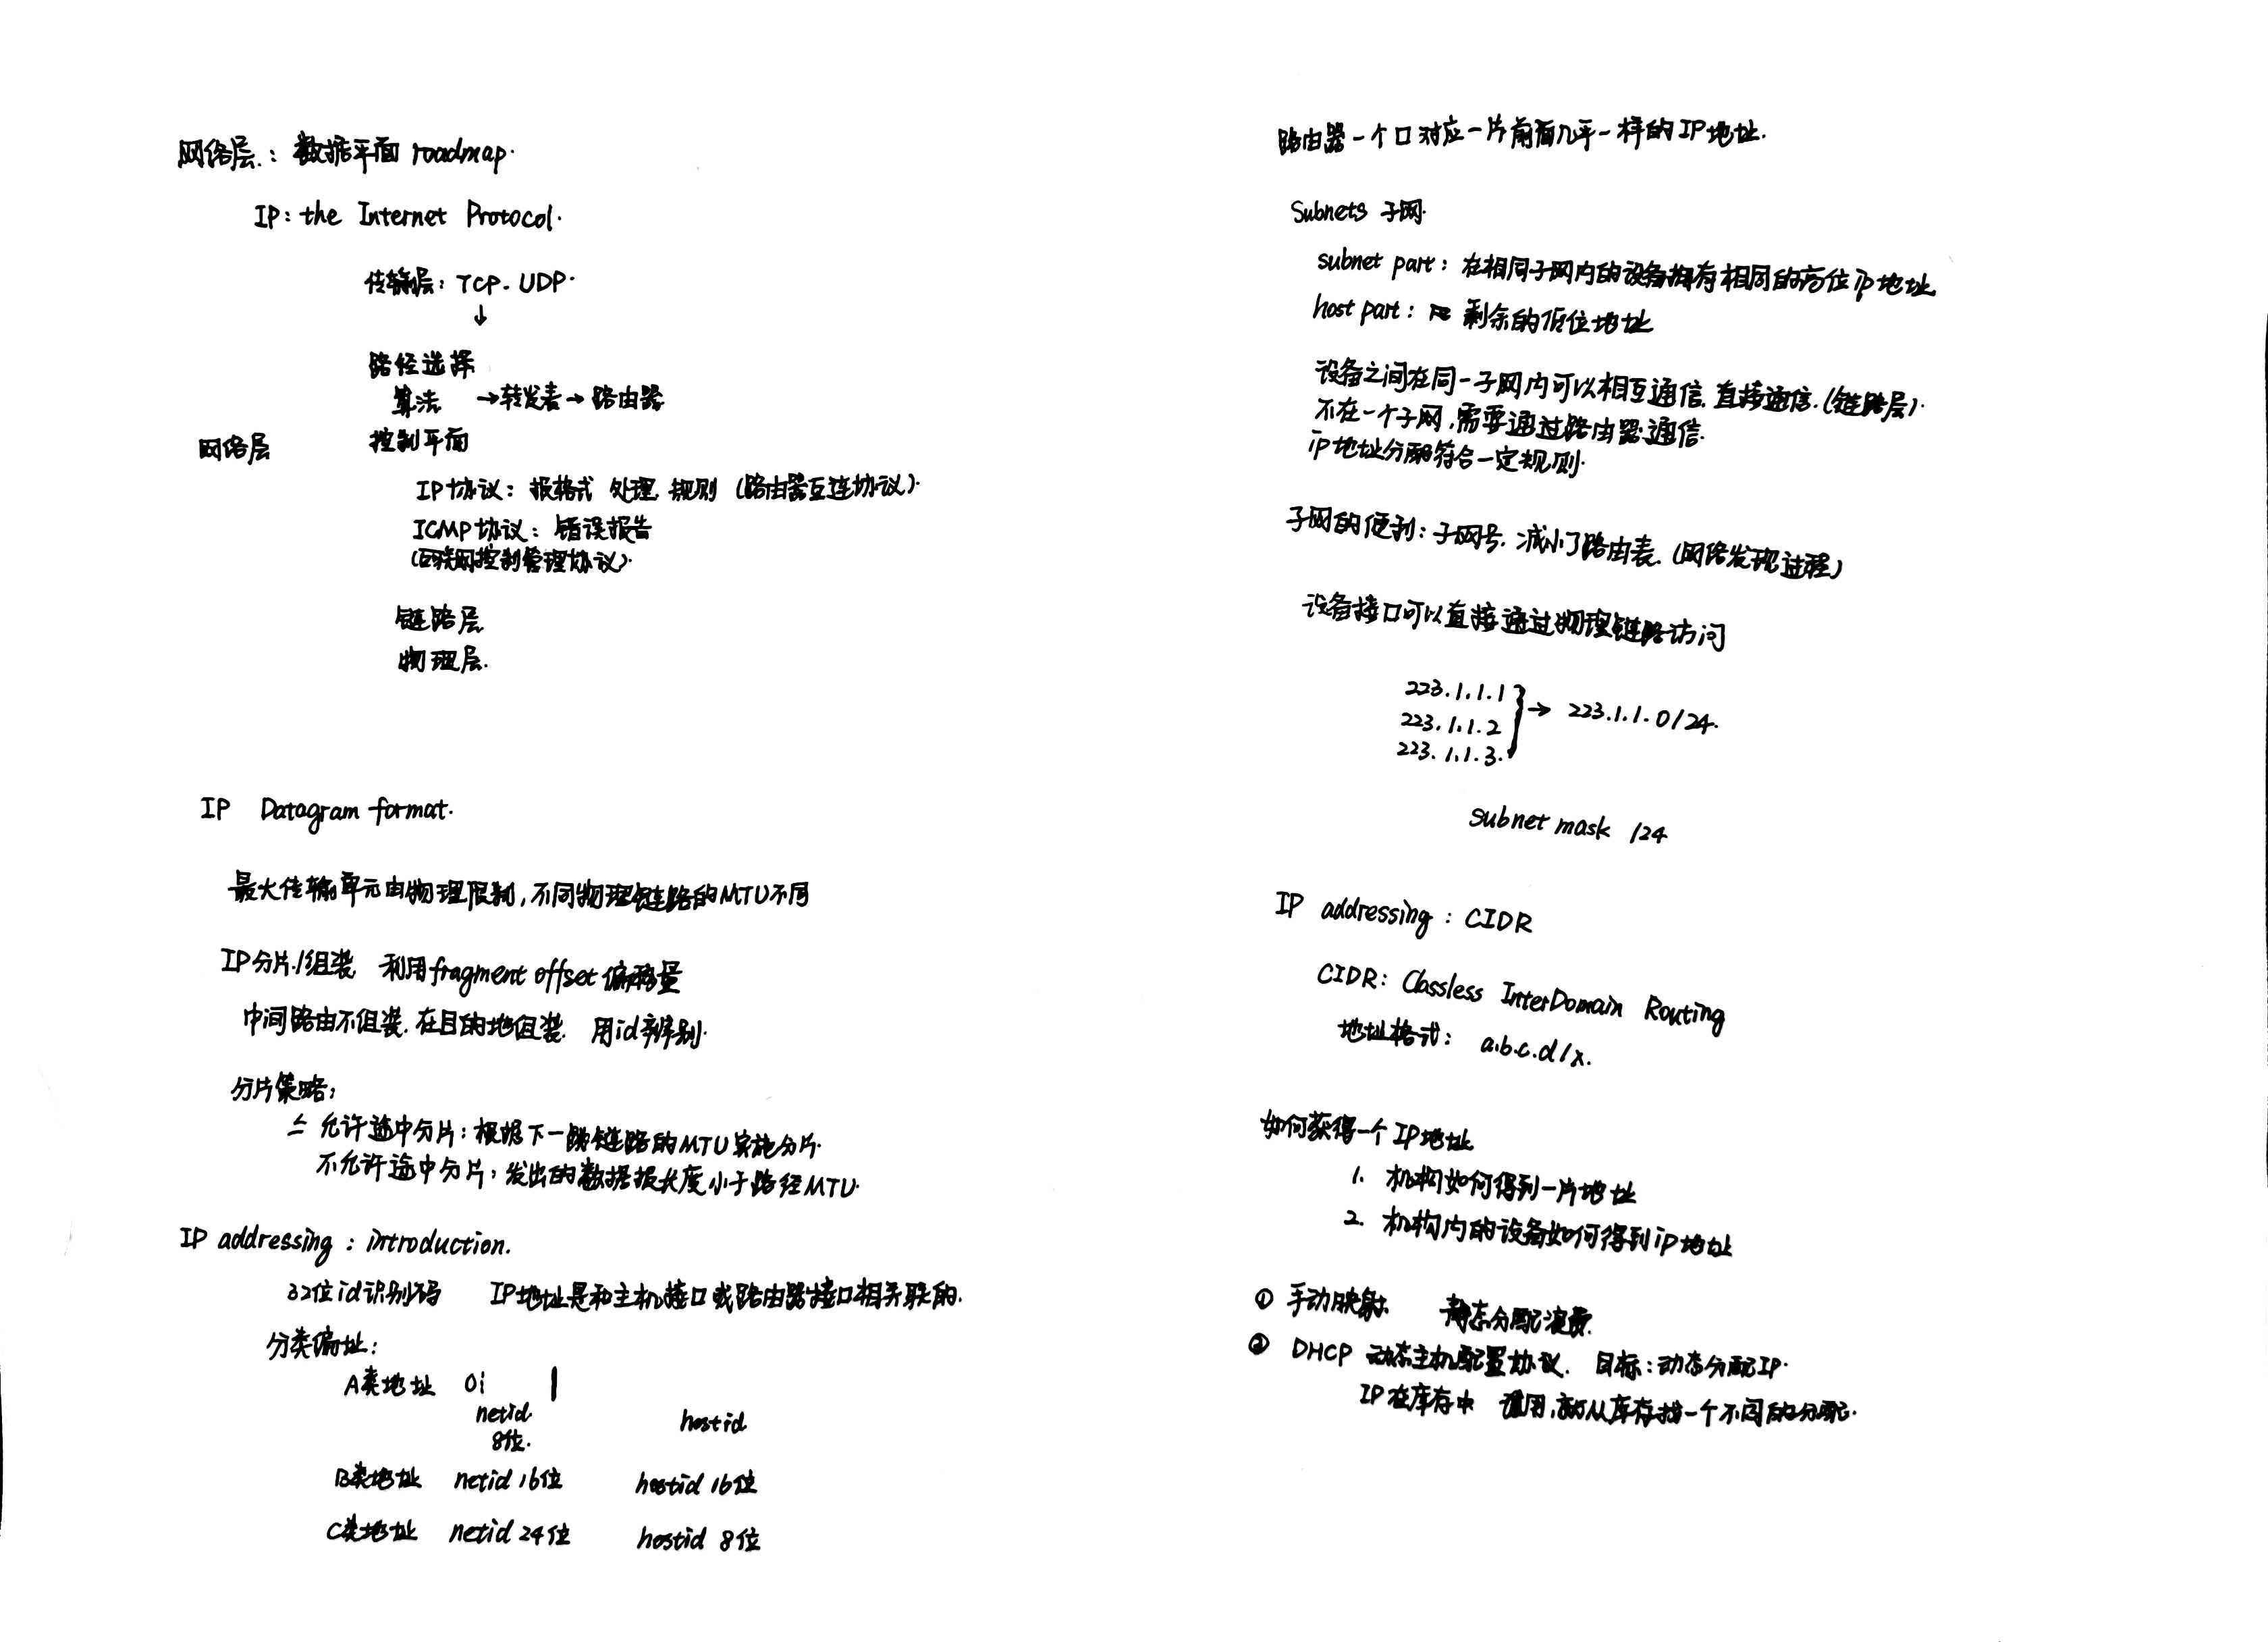 网络层：数据平面 roadmap.
IP: the Internet Protocol.
传输层：TCP. UDP.
↓
路径选择
算法 →转发表→路由器
网络层 控制平面
IP协议：报格式 处理 规则 (路由器互连协议).
ICMP协议：错误报告
(互联网控制管理协议).
链路层
物理层.
IP Datagram format.
最大传输单元由物理限制,不同物理链路的MTU不同
IP分片/组装 利用fragment offset 偏移量
中间路由不组装.在目的地组装. 用id辨别.
分片策略：
允许途中分片：根据下一跳链路的MTU实施分片.
不允许途中分片：发出的数据报长度小于路径MTU.
IP addressing : introduction.
32位id识别码 IP地址是和主机接口或路由器接口相关联的.
分类编址：
A类地址 0
netid hostid
8位.
B类地址 netid 16位 hostid 16位
C类地址 netid 24位 hostid 8位
路由器一个口对应一片前面几乎一样的IP地址.
Subnets 子网.
subnet part：在相同子网内的设备拥有相同的高位ip地址
host part：剩余的低位地址
设备之间在同一子网内可以相互通信.直接通信.(链路层).
不在一个子网,需要通过路由器通信.
ip地址分配符合一定规则.
子网的便利：子网号.减小了路由表.(网络发现过程)
设备接口可以直接通过物理链路访问
223.1.1.1
223.1.1.2 } → 223.1.1.0/24.
223.1.1.3.
subnet mask /24
IP addressing : CIDR
CIDR: Classless InterDomain Routing
地址格式： a.b.c.d/x.
如何获得一个IP地址
1. 机构如何得到一片地址
2. 机构内的设备如何得到ip地址
① 手动映射. 静态分配浪费.
② DHCP 动态主机配置协议. 目标：动态分配IP.
IP在库存中 用, 从库存找一个不同的分配.